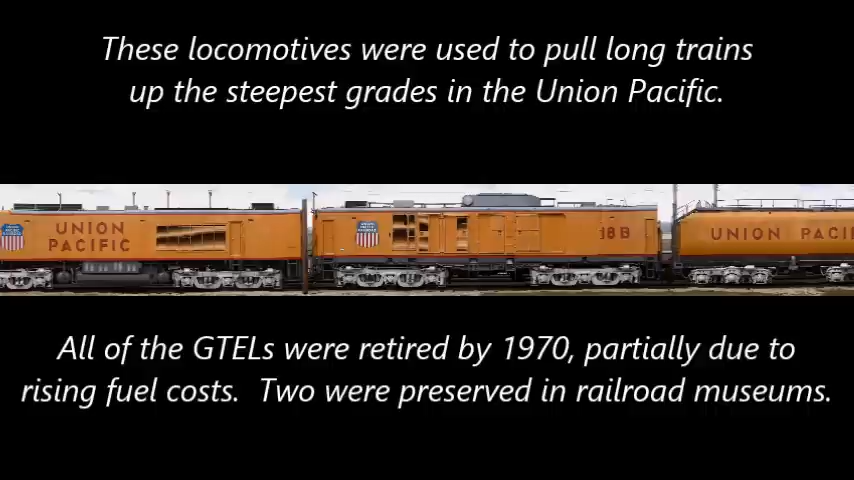 These locomotives were used to pull long trains
up the steepest grades in the Union Pacific.
UNION
PACIFIC
18B
UNION PACI
All of the GTELs were retired by 1970, partially due to
rising fuel costs.  Two were preserved in railroad museums.